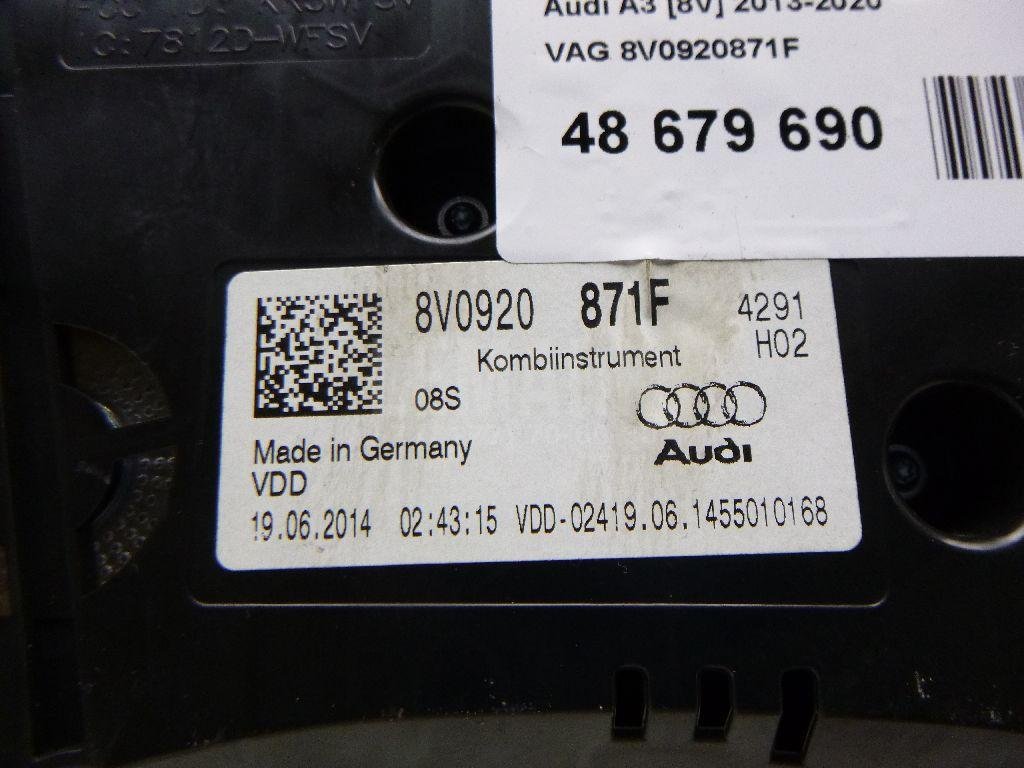 C:7812D-WFSV
Audi A3 [8V] 2013-2020
VAG 8V0920871F
48 679 690
8V0920 871F 4291
H02
Kombiinstrument
08S
Audi
Made in Germany
VDD
19.06.2014 02:43:15 VDD-02419.06.1455010168